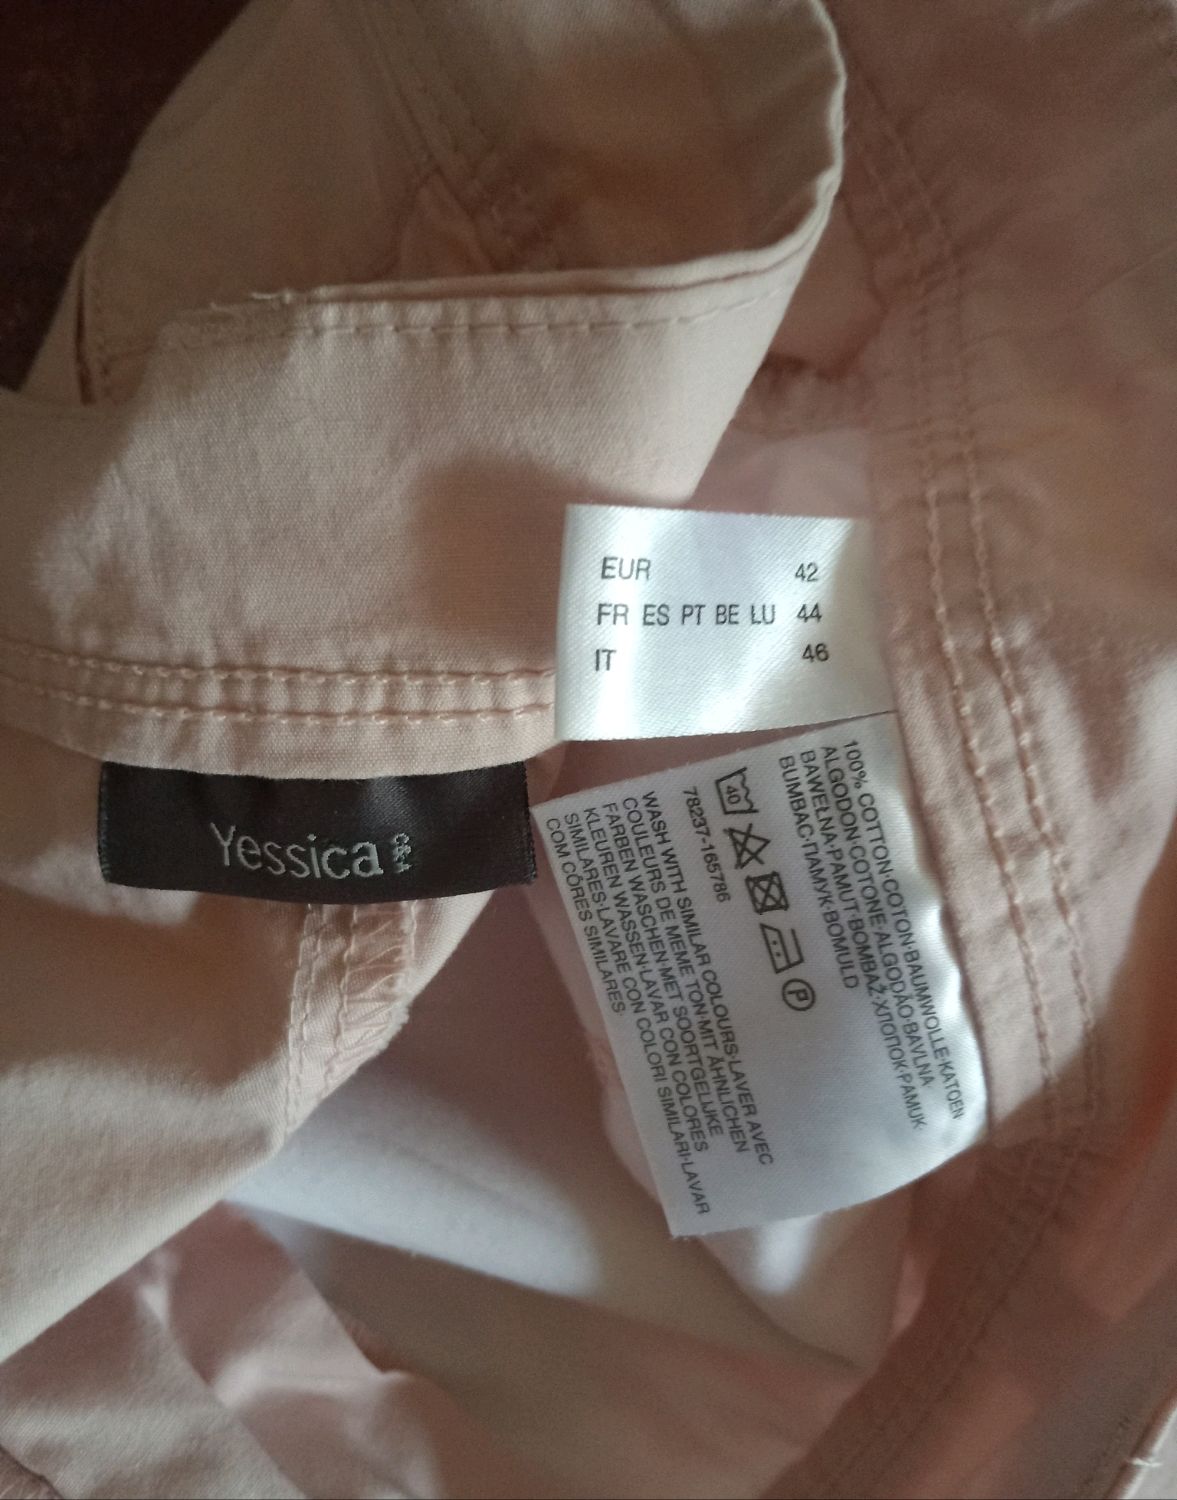 EUR 42
FR ES PT BE LU 44
IT 46
Yessica C&A
100% COTTON·COTON·BAUMWOLLE·KATOEN·
ALGODON·COTONE·ALGODÃO·BAVLNA·
BAWEŁNA·PAMUT·BOMBAŽ·ХЛОПОК·PAMUK·
BUMBAC·ПАМУК·BOMULD
40
P
78237-165786
WASH WITH SIMILAR COLOURS·LAVER AVEC
COULEURS DE MEME TON·MIT ÄHNLICHEN
FARBEN WASCHEN·MET SOORTGELIJKE
KLEUREN WASSEN·LAVAR CON COLORES
SIMILARES·LAVARE CON COLORI SIMILARI·LAVAR
COM CÔRES SIMILARES·